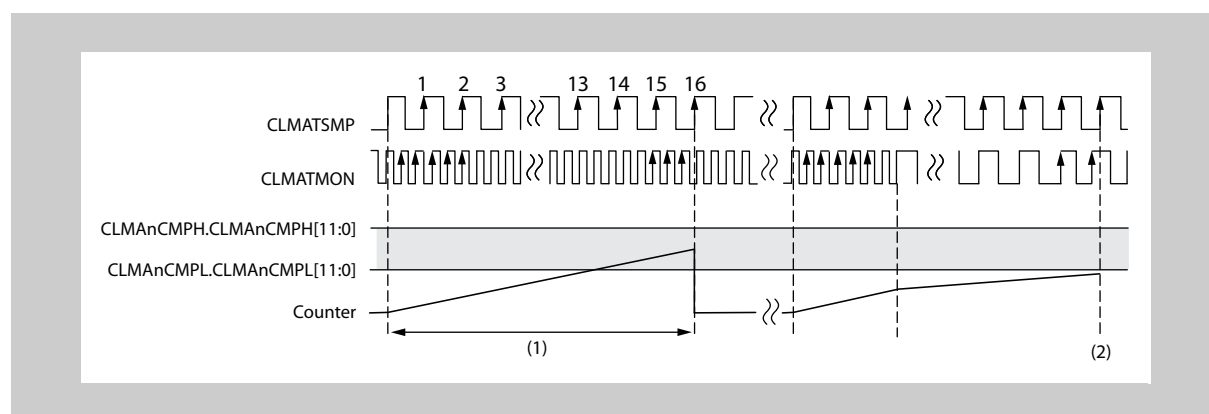 1 2 3 13 14 15 16
CLMATSMP
CLMATMON
CLMAnCMPH.CLMAnCMPH[11:0]
CLMAnCMPL.CLMAnCMPL[11:0]
Counter
(1)
(2)